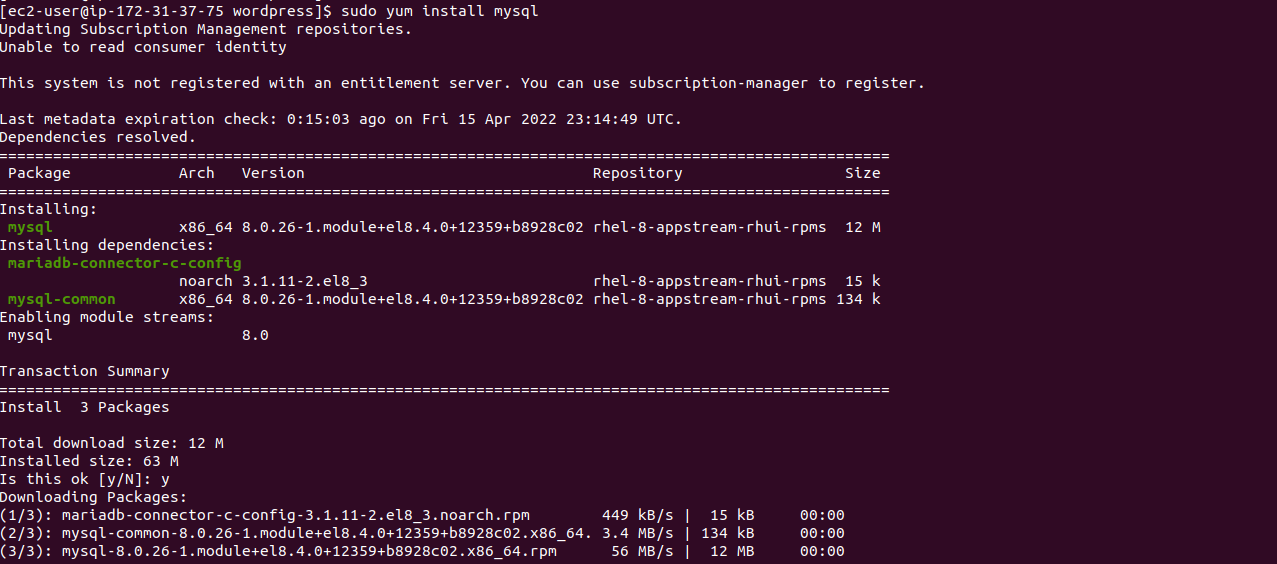 [ec2-user@ip-172-31-37-75 wordpress]$ sudo yum install mysql
Updating Subscription Management repositories.
Unable to read consumer identity
This system is not registered with an entitlement server. You can use subscription-manager to register.
Last metadata expiration check: 0:15:03 ago on Fri 15 Apr 2022 23:14:49 UTC.
Dependencies resolved.
===================================================================================================
Package Arch Version Repository Size
===================================================================================================
Installing:
mysql x86_64 8.0.26-1.module+el8.4.0+12359+b8928c02 rhel-8-appstream-rhui-rpms 12 M
Installing dependencies:
mariadb-connector-c-config
noarch 3.1.11-2.el8_3 rhel-8-appstream-rhui-rpms 15 k
mysql-common x86_64 8.0.26-1.module+el8.4.0+12359+b8928c02 rhel-8-appstream-rhui-rpms 134 k
Enabling module streams:
mysql 8.0
Transaction Summary
===================================================================================================
Install 3 Packages
Total download size: 12 M
Installed size: 63 M
Is this ok [y/N]: y
Downloading Packages:
(1/3): mariadb-connector-c-config-3.1.11-2.el8_3.noarch.rpm 449 kB/s | 15 kB 00:00
(2/3): mysql-common-8.0.26-1.module+el8.4.0+12359+b8928c02.x86_64. 3.4 MB/s | 134 kB 00:00
(3/3): mysql-8.0.26-1.module+el8.4.0+12359+b8928c02.x86_64.rpm 56 MB/s | 12 MB 00:00